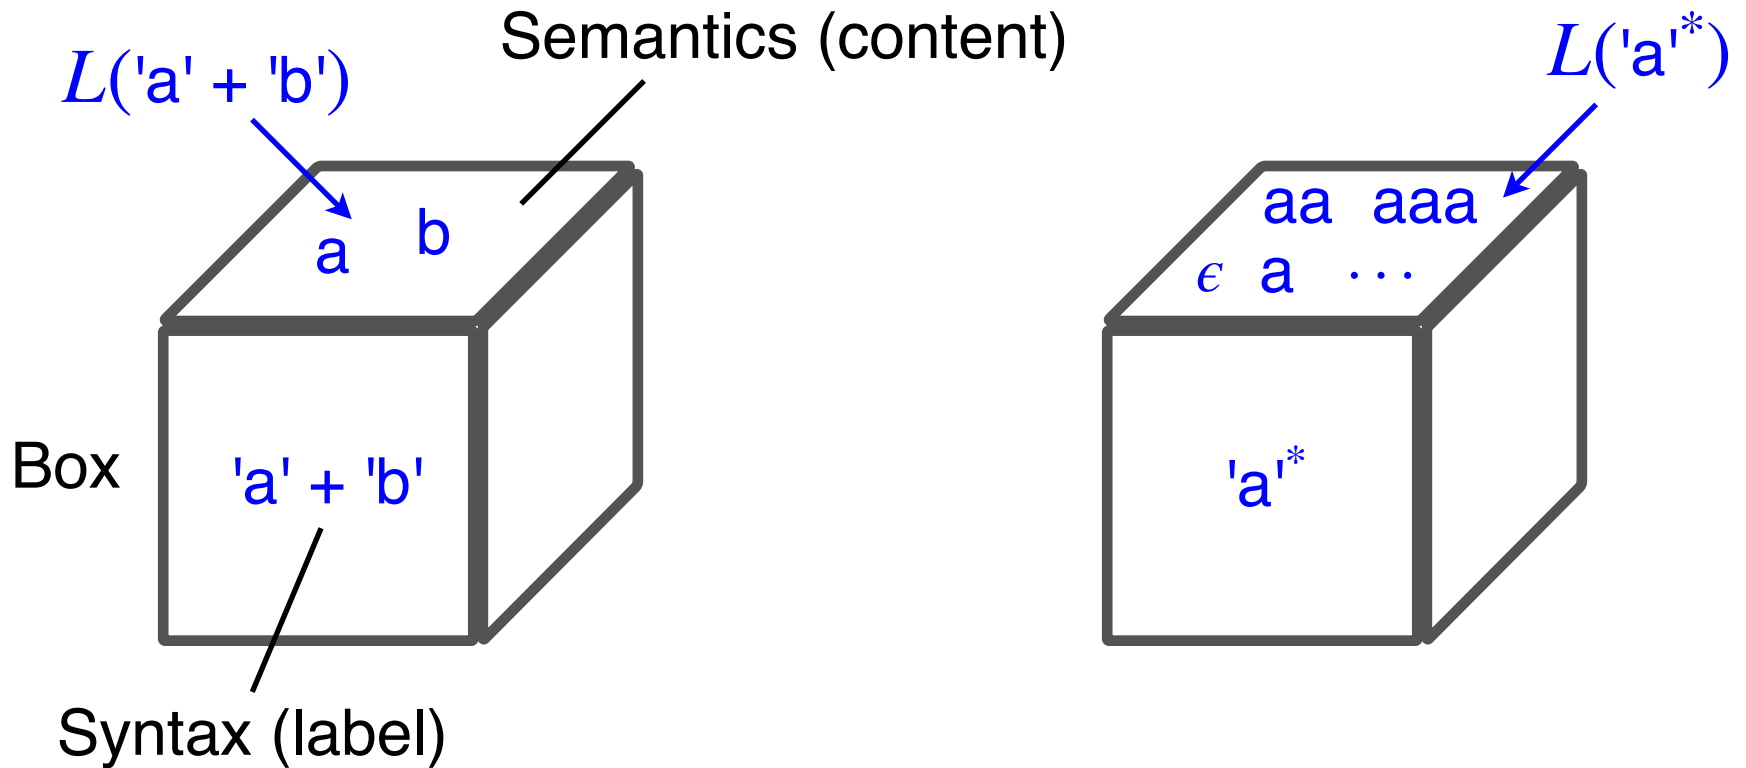 Semantics (content)
L('a' + 'b')
L('a'*)
a b
aa aaa
ϵ a ···
Box
'a' + 'b'
'a'*
Syntax (label)